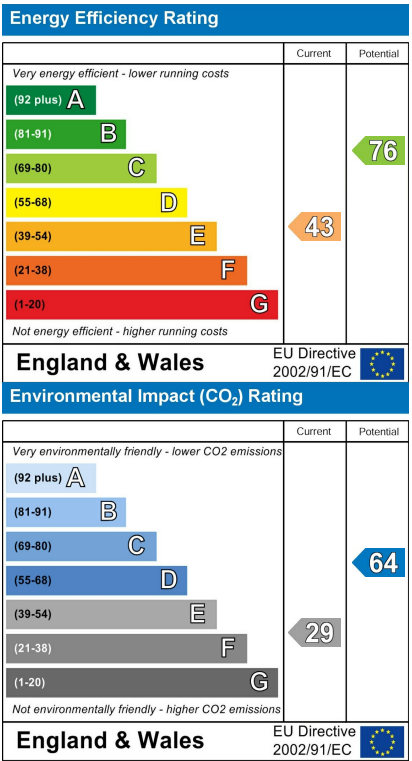 Energy Efficiency Rating
Current Potential
Very energy efficient - lower running costs
(92 plus) A
(81-91) B
76
(69-80) C
(55-68) D
43
(39-54) E
(21-38) F
(1-20) G
Not energy efficient - higher running costs
England & Wales
EU Directive
2002/91/EC
Environmental Impact (CO₂) Rating
Current Potential
Very environmentally friendly - lower CO2 emissions
(92 plus) A
(81-91) B
(69-80) C
64
(55-68) D
(39-54) E
29
(21-38) F
(1-20) G
Not environmentally friendly - higher CO2 emissions
England & Wales
EU Directive
2002/91/EC